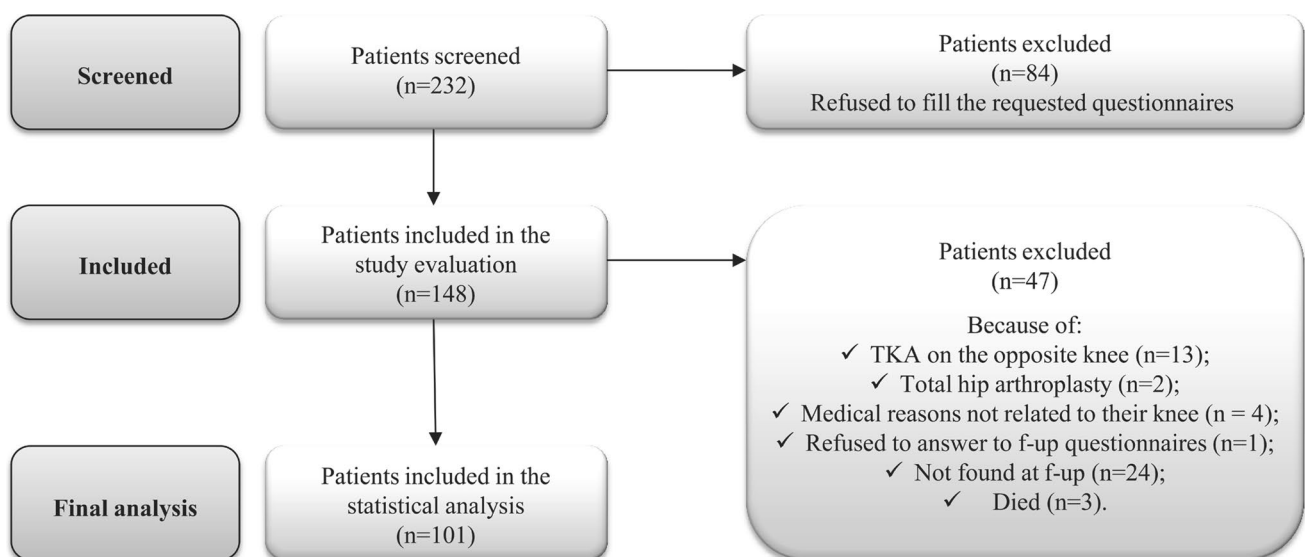 Screened
Patients screened
(n=232)
Patients excluded
(n=84)
Refused to fill the requested questionnaires
Included
Patients included in the
study evaluation
(n=148)
Patients excluded
(n=47)
Because of:
✓ TKA on the opposite knee (n=13);
✓ Total hip arthroplasty (n=2);
✓ Medical reasons not related to their knee (n = 4);
✓ Refused to answer to f-up questionnaires (n=1);
✓ Not found at f-up (n=24);
✓ Died (n=3).
Final analysis
Patients included in the
statistical analysis
(n=101)